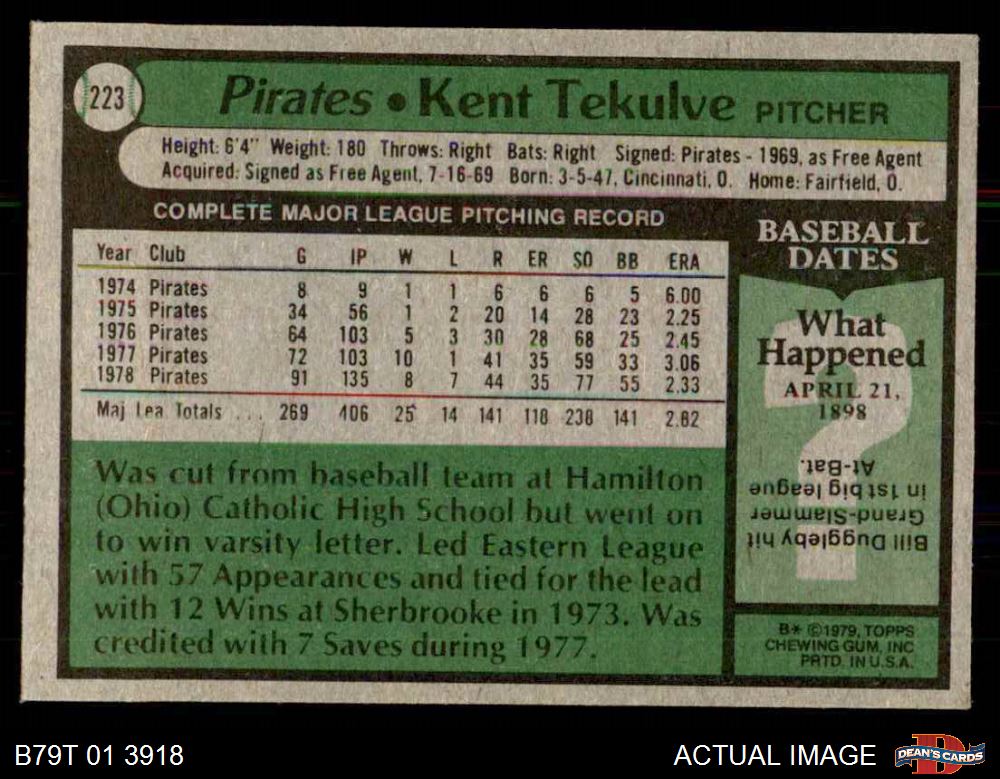 223
Pirates • Kent Tekulve PITCHER
Height: 6'4" Weight: 180 Throws: Right Bats: Right Signed: Pirates - 1969, as Free Agent
Acquired: Signed as Free Agent, 7-16-69 Born: 3-5-47, Cincinnati, O. Home: Fairfield, O.
COMPLETE MAJOR LEAGUE PITCHING RECORD
Year Club G IP W L R ER SO BB ERA
1974 Pirates 8 9 1 1 6 6 6 5 6.00
1975 Pirates 34 56 1 2 20 14 28 23 2.25
1976 Pirates 64 103 5 3 30 28 68 25 2.45
1977 Pirates 72 103 10 1 41 35 59 33 3.06
1978 Pirates 91 135 8 7 44 35 77 55 2.33
Maj Lea Totals ... 269 406 25 14 141 118 238 141 2.62
Was cut from baseball team at Hamilton
(Ohio) Catholic High School but went on
to win varsity letter. Led Eastern League
with 57 Appearances and tied for the lead
with 12 Wins at Sherbrooke in 1973. Was
credited with 7 Saves during 1977.
BASEBALL
DATES
What
Happened
APRIL 21,
1898
?
Bill Duggleby hit
Grand-Slammer
in 1st big league
At-Bat.
B* ©1979, TOPPS
CHEWING GUM, INC
PRTD. IN U.S.A.
B79T 01 3918
ACTUAL IMAGE
DEAN'S CARDS